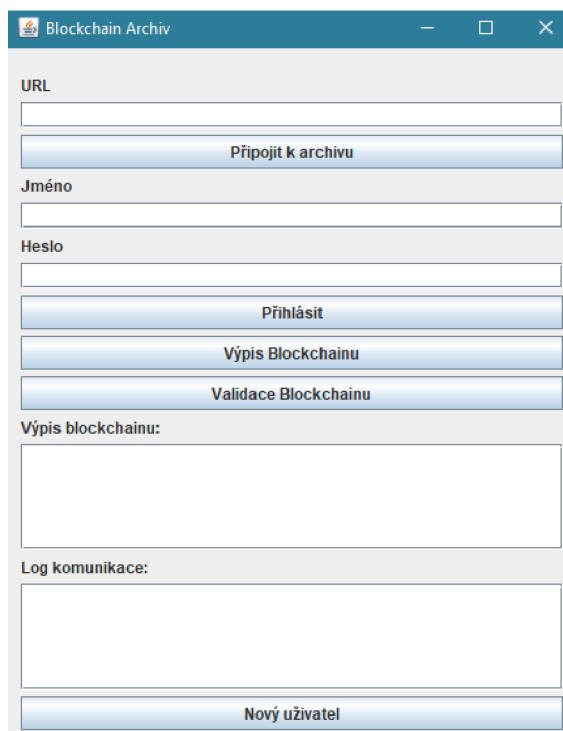 Blockchain Archiv
URL
Připojit k archivu
Jméno
Heslo
Přihlásit
Výpis Blockchainu
Validace Blockchainu
Výpis blockchainu:
Log komunikace:
Nový uživatel